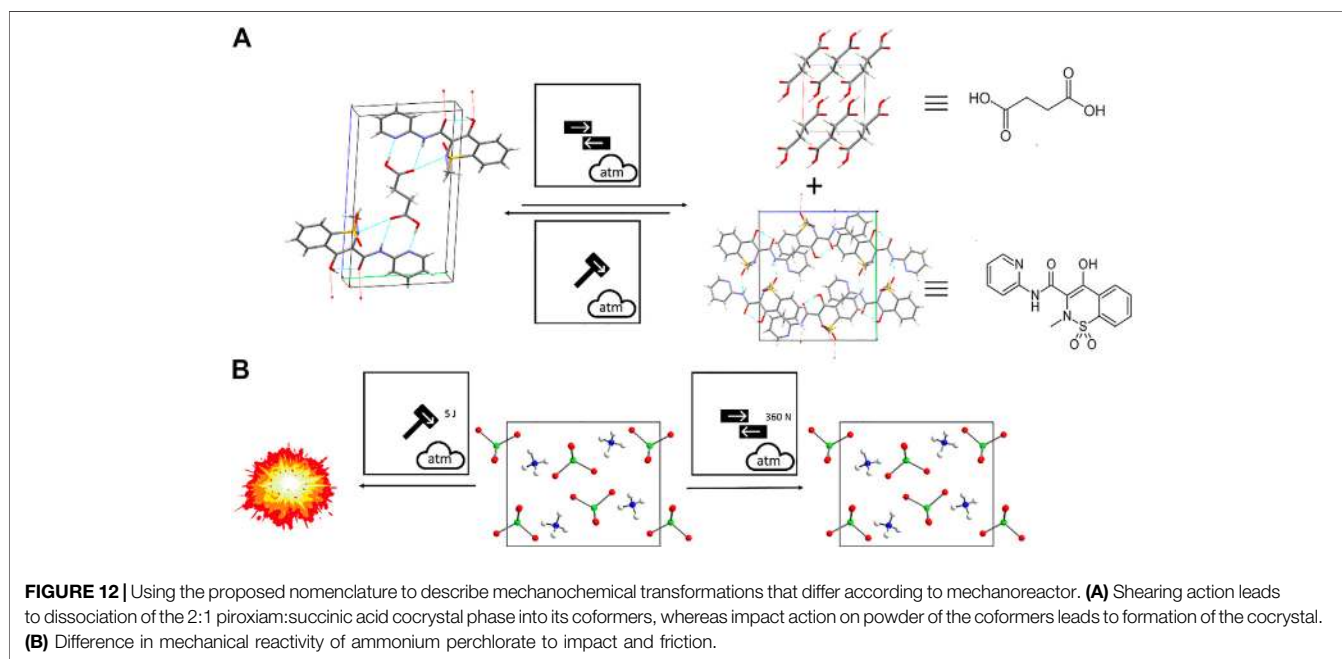 A
atm
HO
O
O
OH
+
atm
N
O
OH
N
H
N
S
O
O
B
5 J
atm
360 N
atm
FIGURE 12 | Using the proposed nomenclature to describe mechanochemical transformations that differ according to mechanoreactor. (A) Shearing action leads
to dissociation of the 2:1 piroxiam:succinic acid cocrystal phase into its coformers, whereas impact action on powder of the coformers leads to formation of the cocrystal.
(B) Difference in mechanical reactivity of ammonium perchlorate to impact and friction.